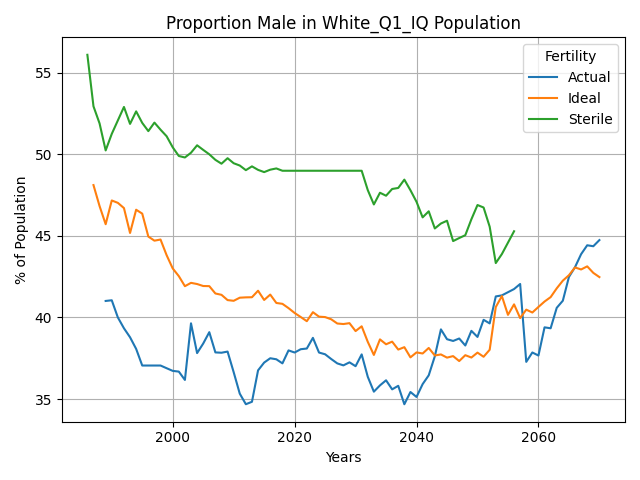 Proportion Male in White_Q1_IQ Population
Fertility
Actual
Ideal
Sterile
% of Population
55
50
45
40
35
2000
2020
2040
2060
Years